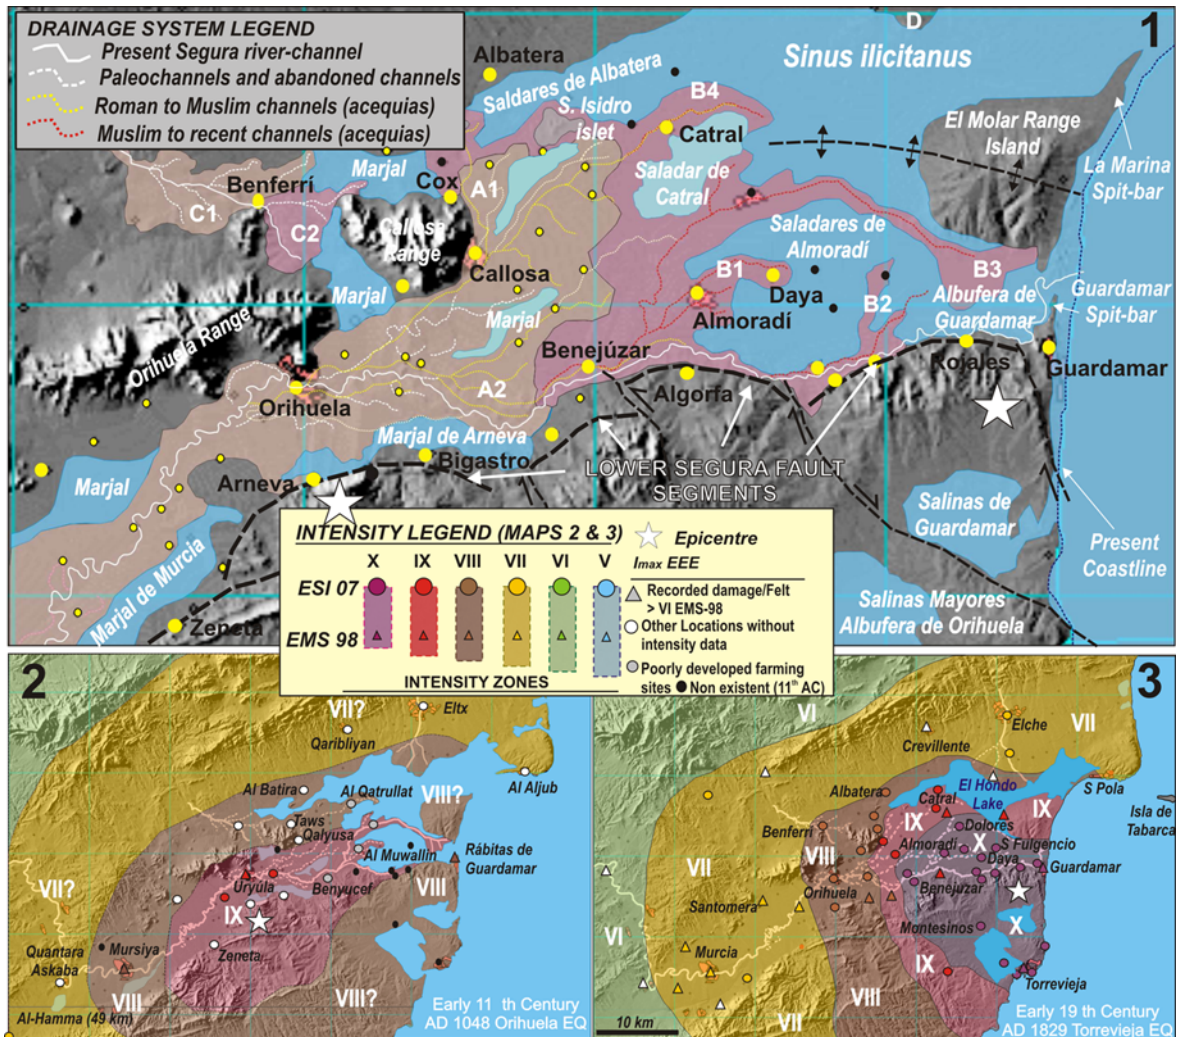 1
DRAINAGE SYSTEM LEGEND
Present Segura river-channel
Paleochannels and abandoned channels
Roman to Muslim channels (acequias)
Muslim to recent channels (acequias)
D
Albatera
Saldares de Albatera
Sinus ilicitanus
S. Isidro
islet
B4
Catral
El Molar Range
Island
La Marina
Spit-bar
Marjal
Cox
A1
Saladar de
Catral
Benferrí
C1
C2
Callosa
Range
Callosa
Saladares de
Almoradí
Marjal
B1
Daya
B2
B3
Albufera de
Guardamar
Guardamar
Spit-bar
Almoradí
Marjal
Orihuela Range
Benejúzar
Rojales
Guardamar
Orihuela
A2
Algorfa
Marjal de Arneva
Bigastro
Arneva
LOWER SEGURA FAULT
SEGMENTS
Marjal
Salinas de
Guardamar
Present
Coastline
Marjal de Murcia
Zeneta
Salinas Mayores
Albufera de Orihuela
INTENSITY LEGEND (MAPS 2 & 3)
Epicentre
X IX VIII VII VI V
Imax EEE
ESI 07
EMS 98
Recorded damage/Felt
> VI EMS-98
Other Locations without
intensity data
Poorly developed farming
sites
Non existent (11th AC)
INTENSITY ZONES
2
VII?
Eltx
Qaribliyan
Al Batira
Al Qatrullat
VIII?
Al Aljub
Taws
Qalyusa
Al Muwallin
Rábitas de
Guardamar
VII?
Uryula
Benyucef
VIII
IX
Quantara
Askaba
Mursiya
Zeneta
VIII
VIII?
Al-Hamma (49 km)
Early 11 th Century
AD 1048 Orihuela EQ
3
VI
Elche
VII
Crevillente
Albatera
Catral
El Hondo
Lake
S Pola
Isla de
Tabarca
Benferri
IX
IX
Dolores
Almoradi
X
S Fulgencio
VII
VIII
Daya
Guardamar
Orihuela
Benejuzar
Santomera
Montesinos
X
VI
Murcia
IX
Torrevieja
VIII
VII
10 km
Early 19 th Century
AD 1829 Torrevieja EQ